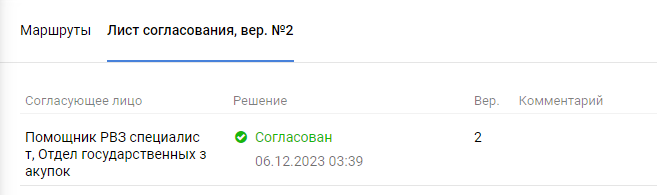 Маршруты Лист согласования, вер. №2
Согласующее лицо Решение Вер. Комментарий
Помощник РВЗ специалис Согласован 2
т, Отдел государственных з 06.12.2023 03:39
акупок